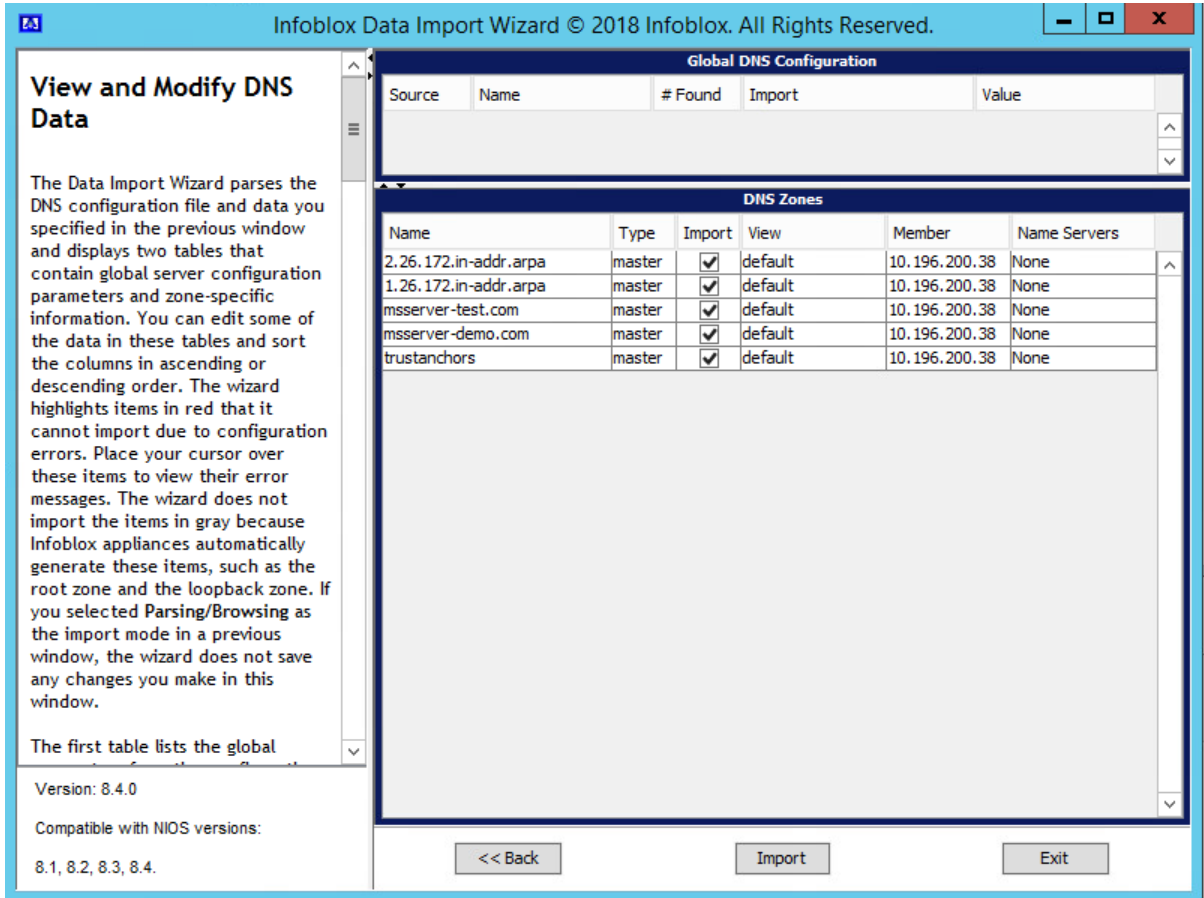 Infoblox Data Import Wizard © 2018 Infoblox. All Rights Reserved.
View and Modify DNS
Data
The Data Import Wizard parses the
DNS configuration file and data you
specified in the previous window
and displays two tables that
contain global server configuration
parameters and zone-specific
information. You can edit some of
the data in these tables and sort
the columns in ascending or
descending order. The wizard
highlights items in red that it
cannot import due to configuration
errors. Place your cursor over
these items to view their error
messages. The wizard does not
import the items in gray because
Infoblox appliances automatically
generate these items, such as the
root zone and the loopback zone. If
you selected Parsing/Browsing as
the import mode in a previous
window, the wizard does not save
any changes you make in this
window.
The first table lists the global
Version: 8.4.0
Compatible with NIOS versions:
8.1, 8.2, 8.3, 8.4.
Global DNS Configuration
Source Name # Found Import Value
DNS Zones
Name Type Import View Member Name Servers
2.26.172.in-addr.arpa master default 10.196.200.38 None
1.26.172.in-addr.arpa master default 10.196.200.38 None
msserver-test.com master default 10.196.200.38 None
msserver-demo.com master default 10.196.200.38 None
trustanchors master default 10.196.200.38 None
<< Back Import Exit